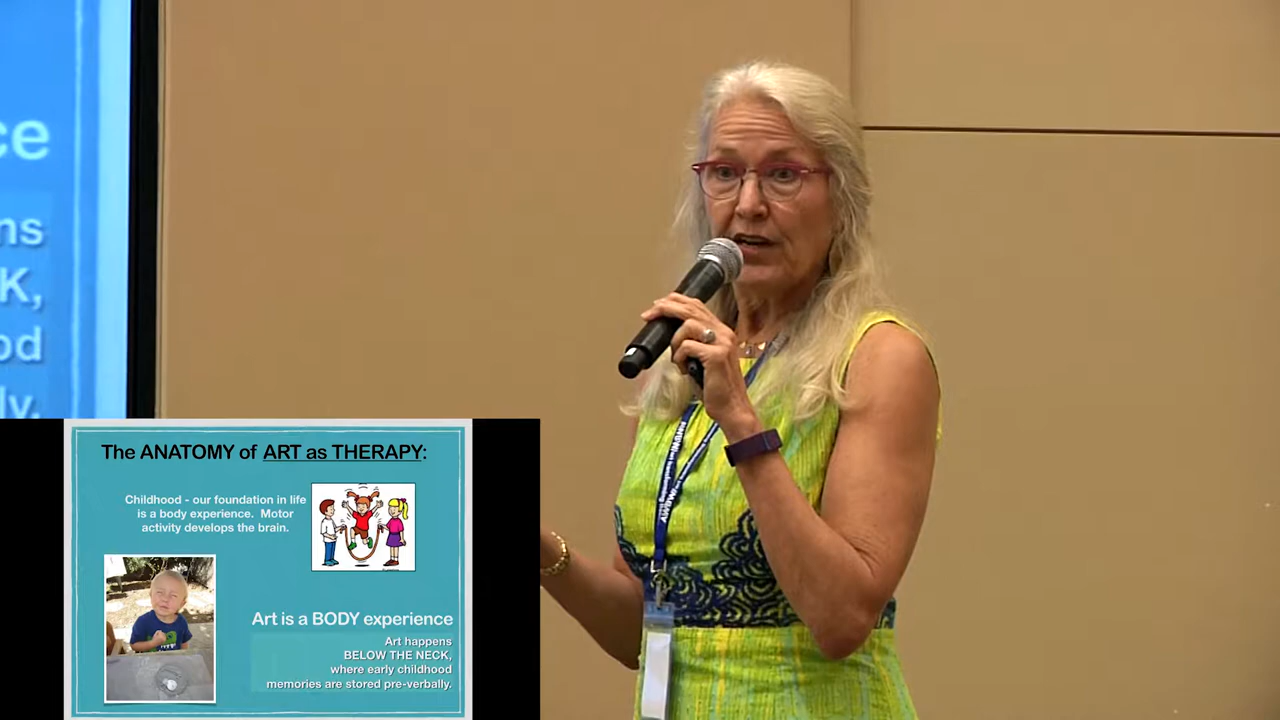 ce
ns
K,
od
ly.
The ANATOMY of ART as THERAPY:
Childhood - our foundation in life
is a body experience. Motor
activity develops the brain.
Art is a BODY experience
Art happens
BELOW THE NECK,
where early childhood
memories are stored pre-verbally.